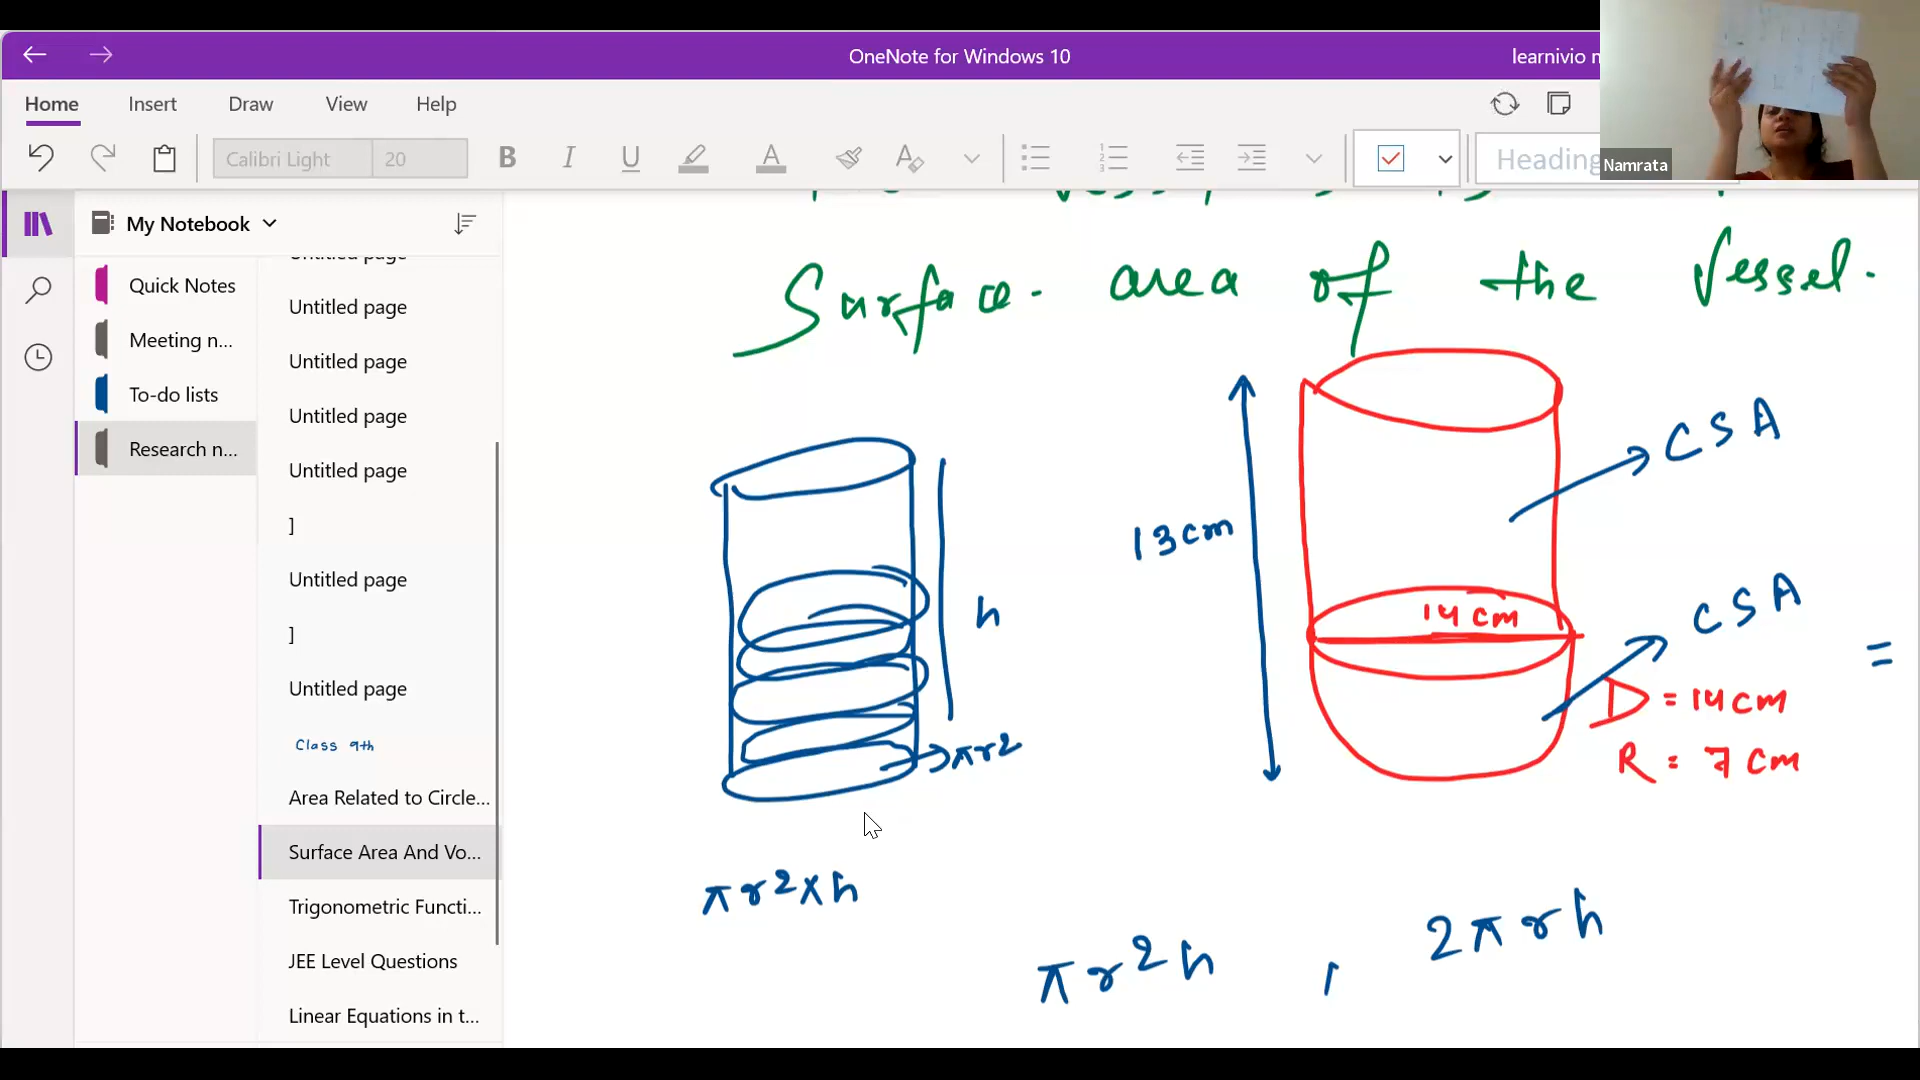 OneNote for Windows 10
learnivio
Home Insert Draw View Help
Calibri Light 20
B I U
Heading
Namrata
My Notebook
Untitled page
Quick Notes
Untitled page
Meeting n...
Untitled page
To-do lists
Untitled page
Research n...
Untitled page
]
Untitled page
]
Untitled page
Class 9th
Area Related to Circle...
Surface Area And Vo...
Trigonometric Functi...
JEE Level Questions
Linear Equations in t...
Surface area of the Vessel.
CSA
13cm
14 cm
h
CSA
=
D = 14cm
R = 7 cm
πr2
πr2xh
πr2h , 2πrh